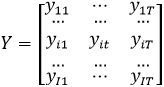 y11 ⋯ y1T
⋯ ⋯ ⋯
Y = yi1 yit yiT
⋯ ⋯ ⋯
yI1 ⋯ yIT